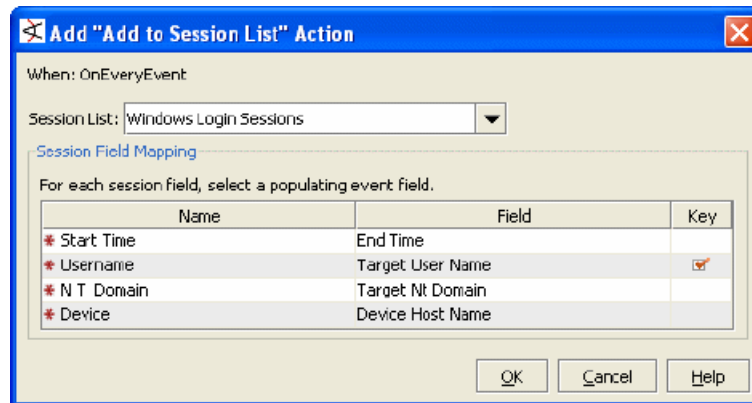 Add "Add to Session List" Action
When: OnEveryEvent
Session List: Windows Login Sessions
Session Field Mapping
For each session field, select a populating event field.
Name Field Key
* Start Time End Time
* Username Target User Name
* N T Domain Target Nt Domain
* Device Device Host Name
OK Cancel Help